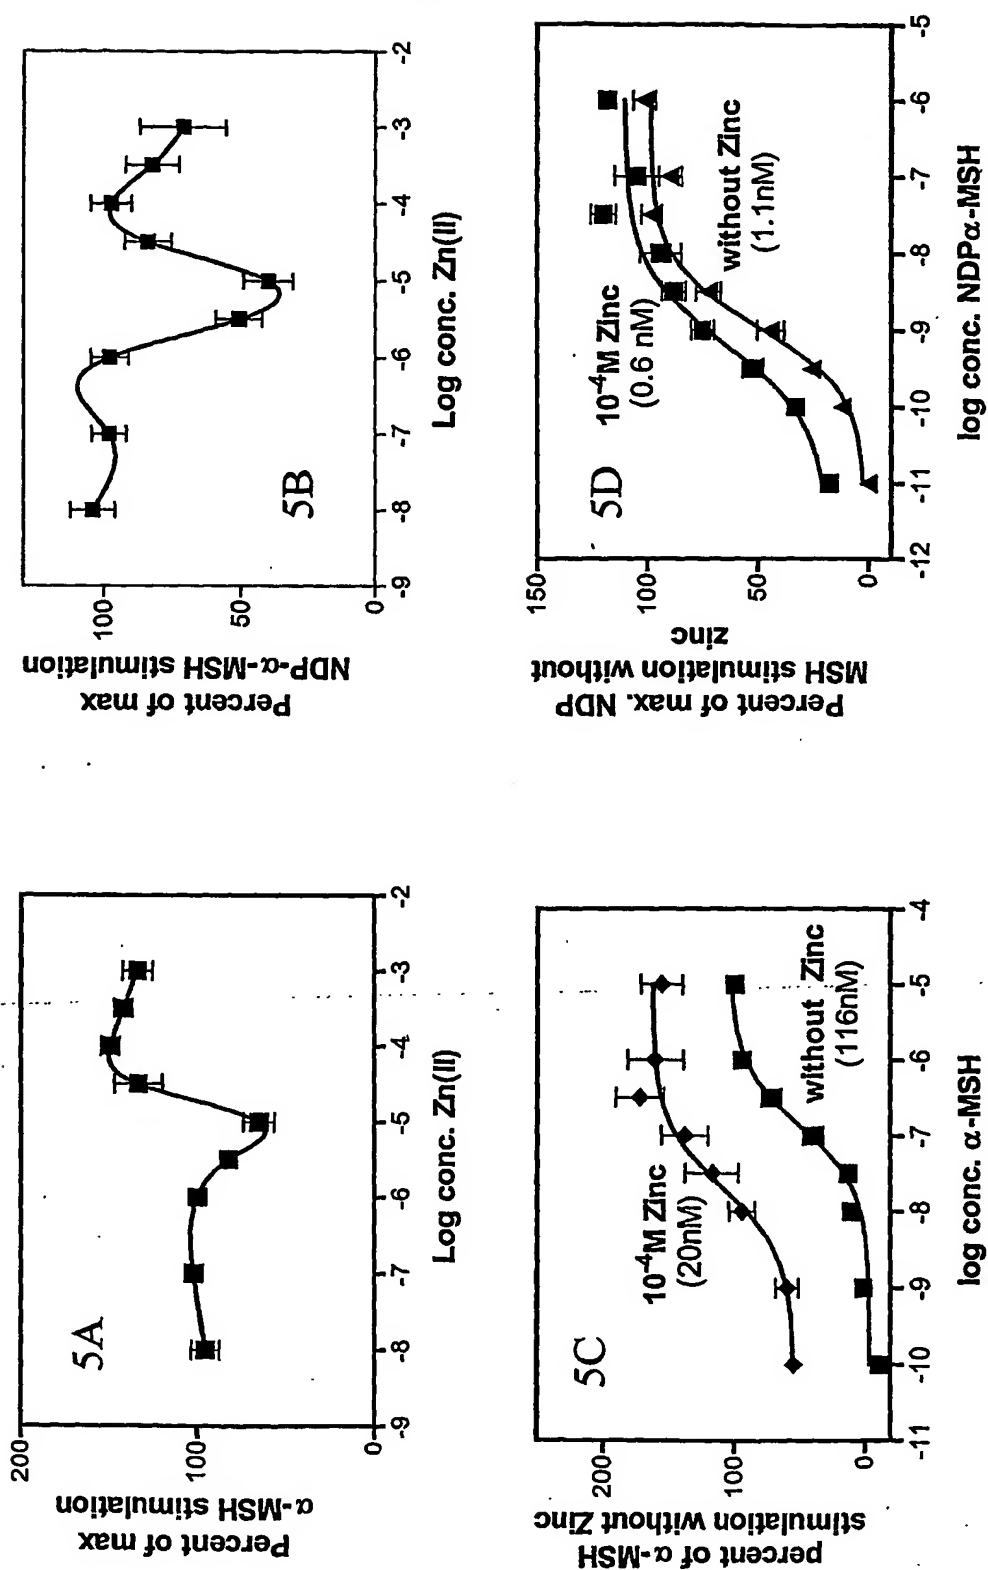 5A
200
100
0
-9
-8
-7
-6
-5
-4
-3
-2
Percent of max
α-MSH stimulation
Log conc. Zn(II)
5B
100
50
0
-9
-8
-7
-6
-5
-4
-3
-2
Percent of max
NDP-α-MSH stimulation
Log conc. Zn(II)
5C
200
100
0
-11
-10
-9
-8
-7
-6
-5
-4
percent of α-MSH
stimulation without Zinc
log conc. α-MSH
10⁻⁴M Zinc
(20nM)
without Zinc
(116nM)
5D
150
100
50
0
-12
-11
-10
-9
-8
-7
-6
-5
Percent of max. NDP
MSH stimulation without
zinc
log conc. NDPα-MSH
10⁻⁴M Zinc
(0.6 nM)
without Zinc
(1.1nM)